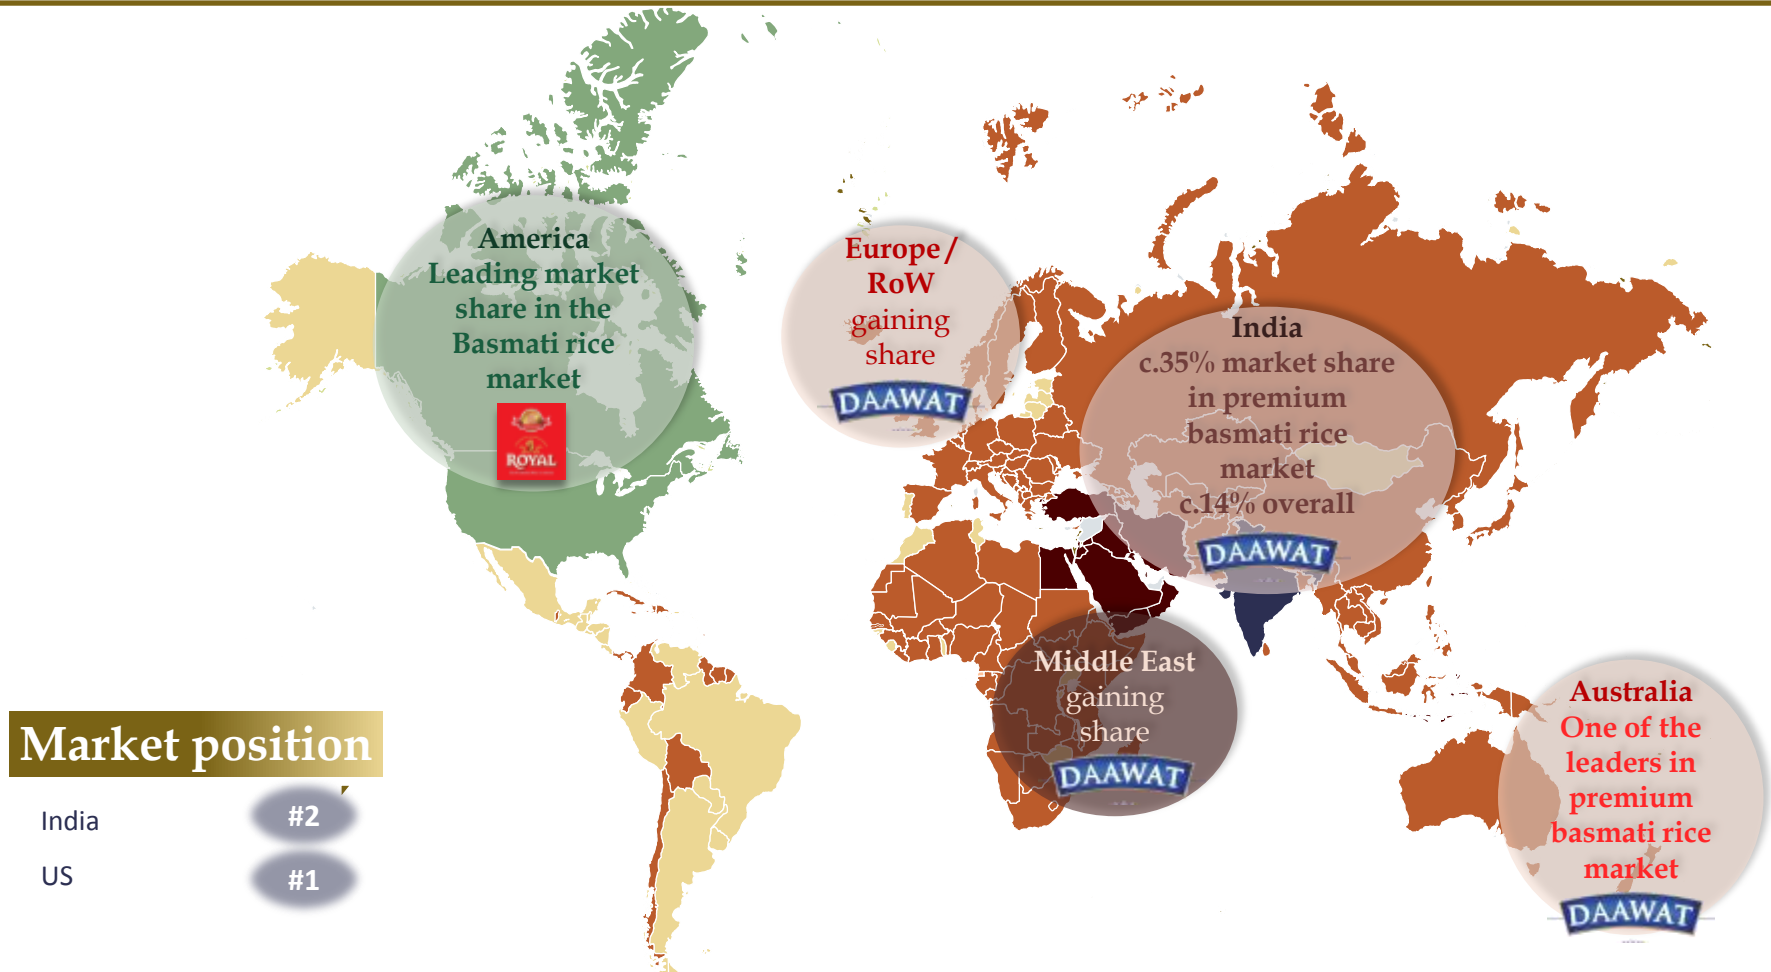 America
Leading market
share in the
Basmati rice
market
ROYAL
Europe/
RoW
gaining
share
DAAWAT
India
c.35% market share
in premium
basmati rice
market
c.14% overall
DAAWAT
Middle East
gaining
share
DAAWAT
Australia
One of the
leaders in
premium
basmati rice
market
DAAWAT
Market position
India #2
US #1